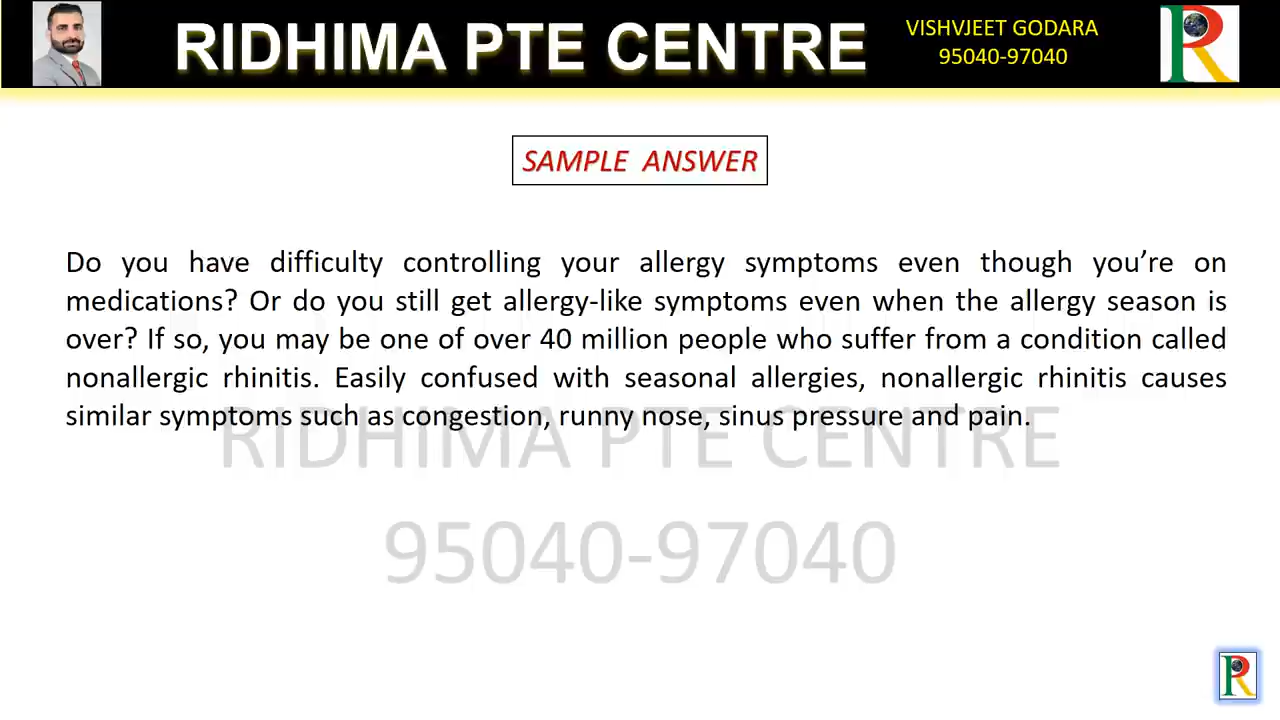 RIDHIMA PTE CENTRE
VISHVJEET GODARA
95040-97040
SAMPLE ANSWER
Do you have difficulty controlling your allergy symptoms even though you’re on
medications? Or do you still get allergy-like symptoms even when the allergy season is
over? If so, you may be one of over 40 million people who suffer from a condition called
nonallergic rhinitis. Easily confused with seasonal allergies, nonallergic rhinitis causes
similar symptoms such as congestion, runny nose, sinus pressure and pain.
RIDHIMA PTE CENTRE
95040-97040